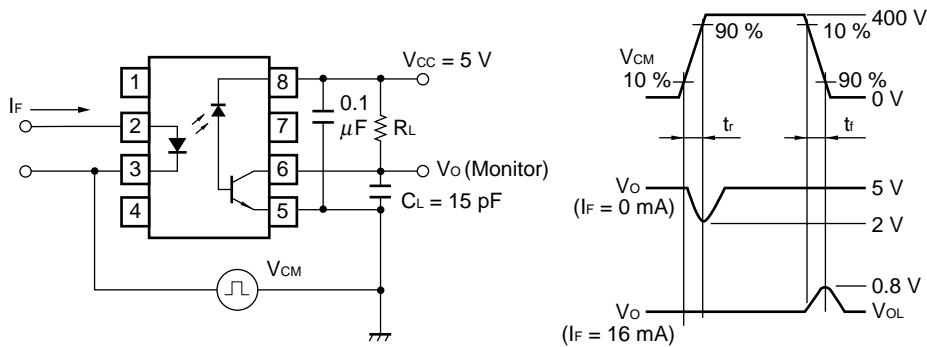 IF
1
2
3
4
8
7
6
5
VCC = 5 V
0.1
μF
RL
VO (Monitor)
CL = 15 pF
VCM
VCM
10 %
90 %
10 %
90 %
400 V
0 V
tr
tf
VO
(IF = 0 mA)
5 V
2 V
VO
(IF = 16 mA)
0.8 V
VOL